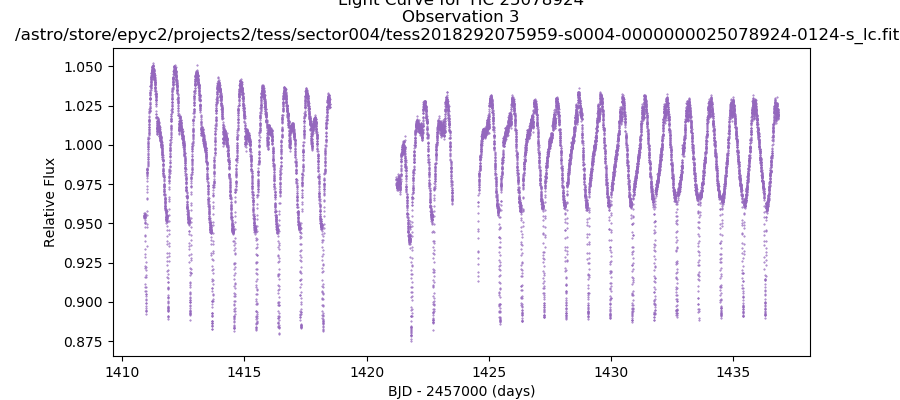 Light Curve for TIC 25078924
Observation 3
/astro/store/epyc2/projects2/tess/sector004/tess2018292075959-s0004-0000000025078924-0124-s_lc.fit
1.050
1.025
1.000
0.975
0.950
0.925
0.900
0.875
Relative Flux
1410 1415 1420 1425 1430 1435
BJD - 2457000 (days)